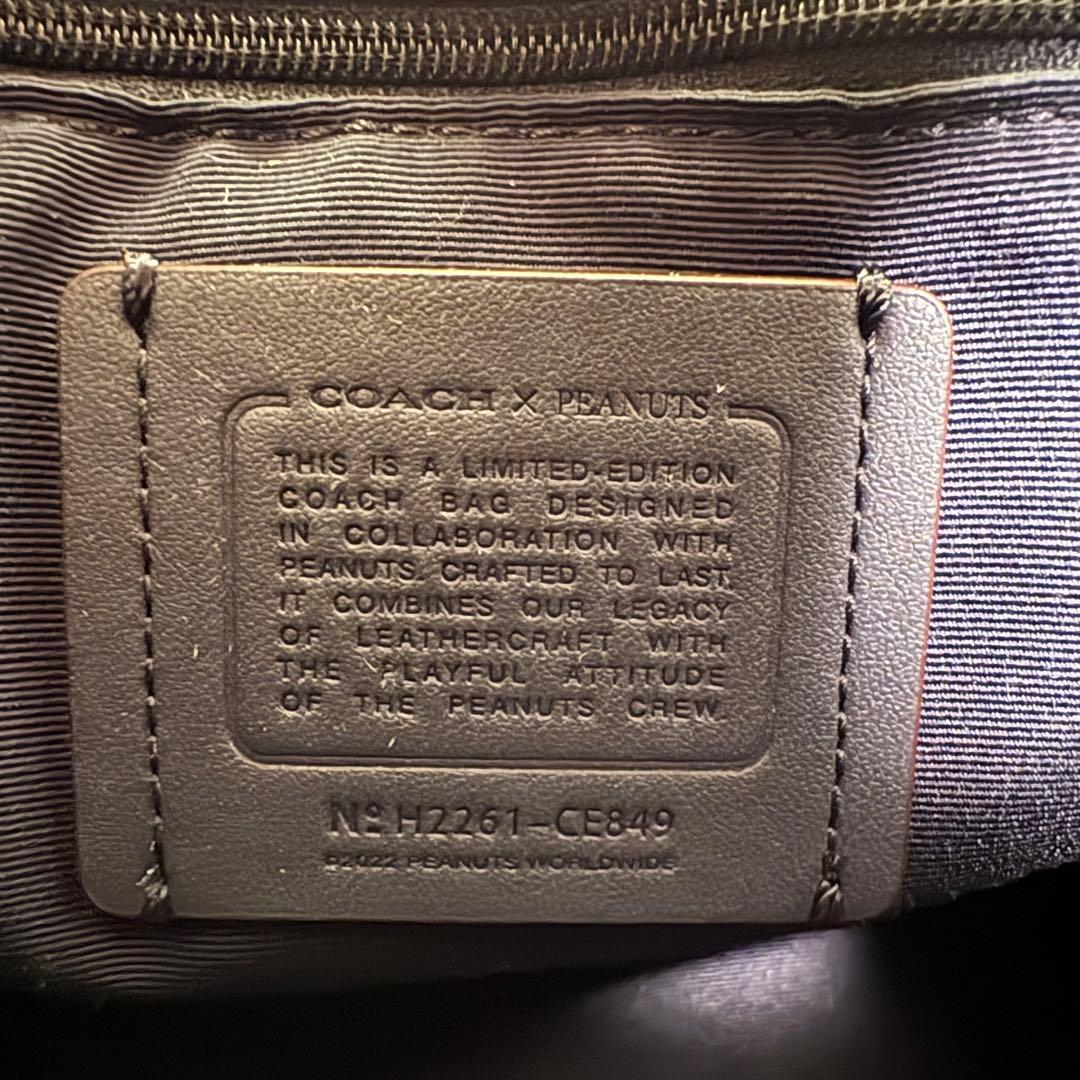 COACH × PEANUTS
THIS IS A LIMITED-EDITION
COACH BAG DESIGNED
IN COLLABORATION WITH
PEANUTS. CRAFTED TO LAST,
IT COMBINES OUR LEGACY
OF LEATHERCRAFT WITH
THE PLAYFUL ATTITUDE
OF THE PEANUTS CREW.
Nº H2261-CE849
©2022 PEANUTS WORLDWIDE